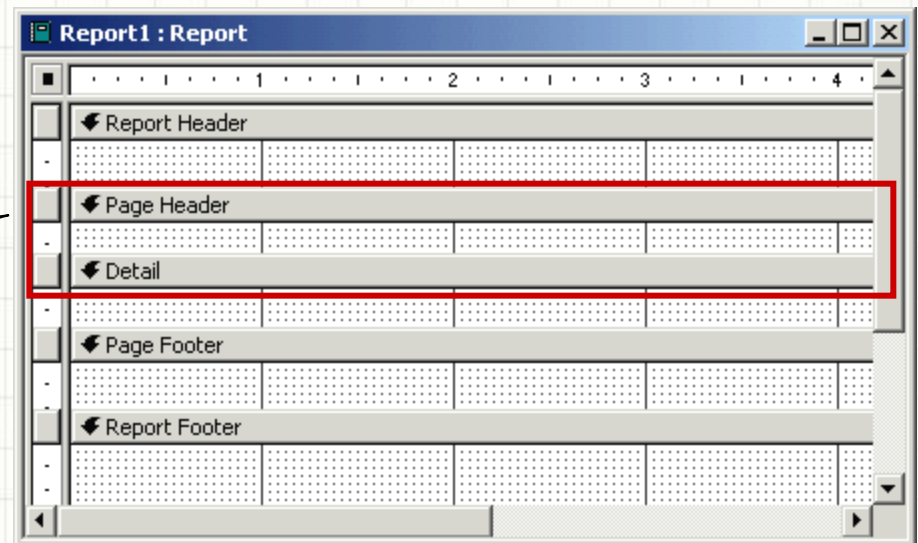 Report1 : Report
1 2 3 4
Report Header
Page Header
Detail
Page Footer
Report Footer